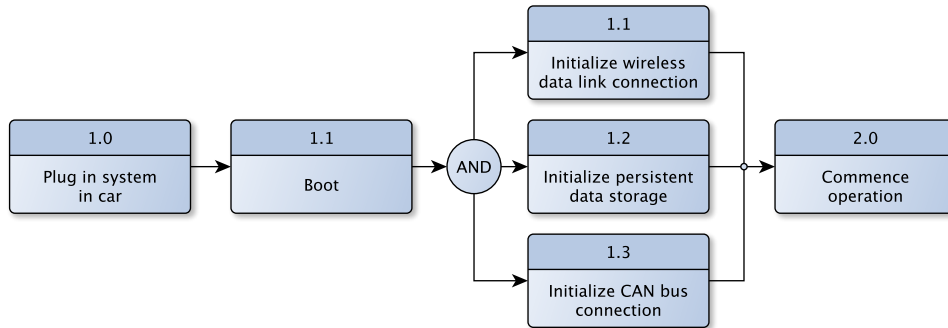 1.0
Plug in system
in car
1.1
Boot
AND
1.1
Initialize wireless
data link connection
1.2
Initialize persistent
data storage
1.3
Initialize CAN bus
connection
2.0
Commence
operation